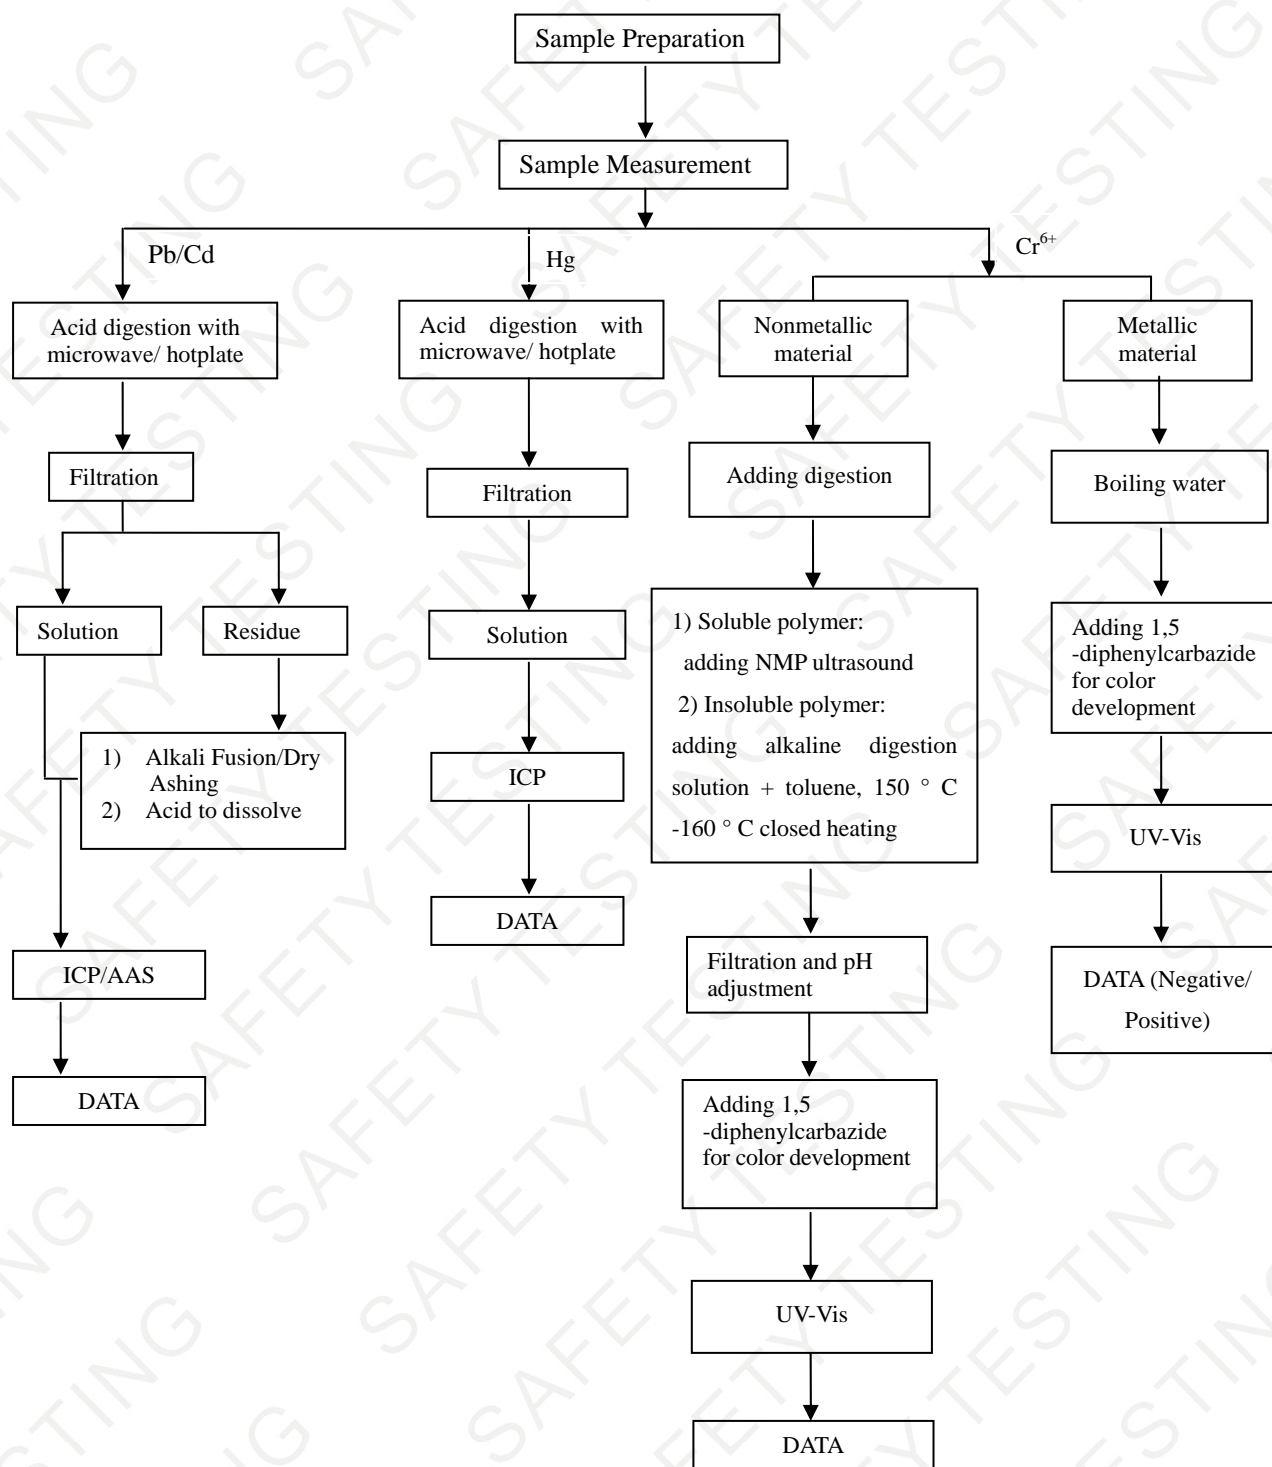 Sample Preparation
Sample Measurement
Pb/Cd
Hg
Cr⁶⁺
Acid digestion with
microwave/ hotplate
Filtration
Solution
Residue
1) Alkali Fusion/Dry
Ashing
2) Acid to dissolve
ICP/AAS
DATA
Acid digestion with
microwave/ hotplate
Filtration
Solution
ICP
DATA
Nonmetallic
material
Adding digestion
1) Soluble polymer:
adding NMP ultrasound
2) Insoluble polymer:
adding alkaline digestion
solution + toluene, 150 ° C
-160 ° C closed heating
Filtration and pH
adjustment
Adding 1,5
-diphenylcarbazide
for color development
UV-Vis
DATA
Metallic
material
Boiling water
Adding 1,5
-diphenylcarbazide
for color
development
UV-Vis
DATA (Negative/
Positive)
SAFETY TESTING